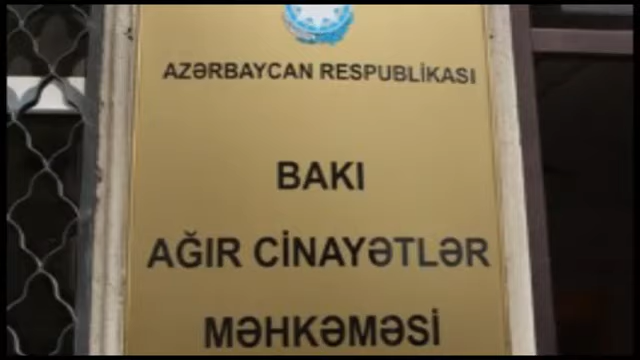 AZƏRBAYCAN RESPUBLİKASI
BAKI
AĞIR CİNAYƏTLƏR
MƏHKƏMƏSİ